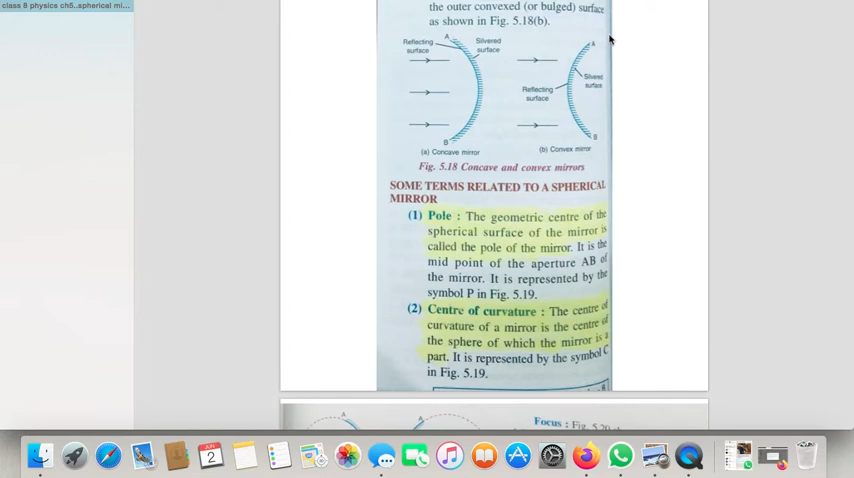 class 8 physics ch5..spherical mi...
the outer convexed (or bulged) surface
as shown in Fig. 5.18(b).
Reflecting
surface
A
Silvered
surface
B
(a) Concave mirror
A
Silvered
surface
Reflecting
surface
B
(b) Convex mirror
Fig. 5.18 Concave and convex mirrors
SOME TERMS RELATED TO A SPHERICAL
MIRROR
(1) Pole : The geometric centre of the
spherical surface of the mirror is
called the pole of the mirror. It is the
mid point of the aperture AB of
the mirror. It is represented by the
symbol P in Fig. 5.19.
(2) Centre of curvature : The centre of
curvature of a mirror is the centre of
the sphere of which the mirror is a
part. It is represented by the symbol C
in Fig. 5.19.
A
A
Focus : Fig. 5.20
2